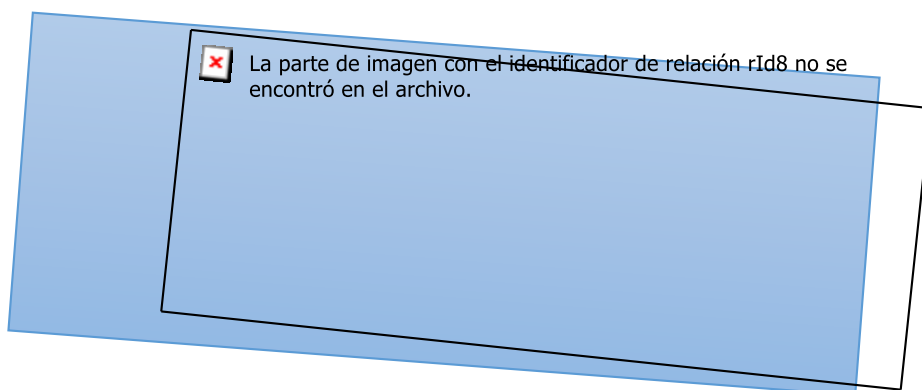 La parte de imagen con el identificador de relación rId8 no se
encontró en el archivo.